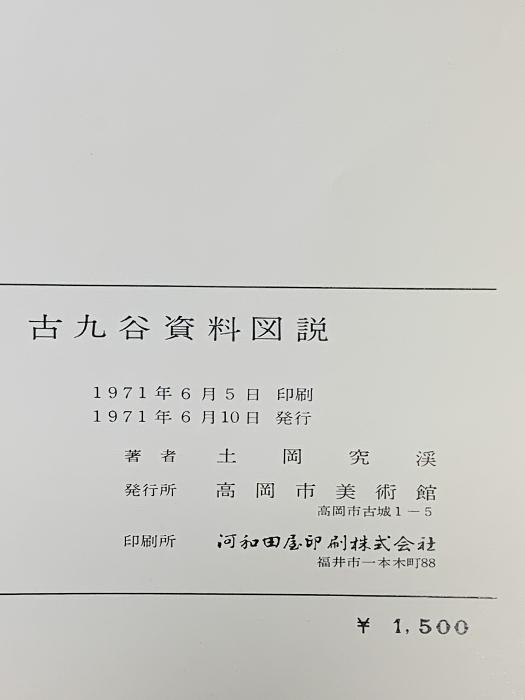 古九谷資料図説
1971年6月5日 印刷
1971年6月10日 発行
著者 土岡究渓
発行所 高岡市美術館
高岡市古城1-5
印刷所 河和田屋印刷株式会社
福井市一本木町88
¥ 1,500